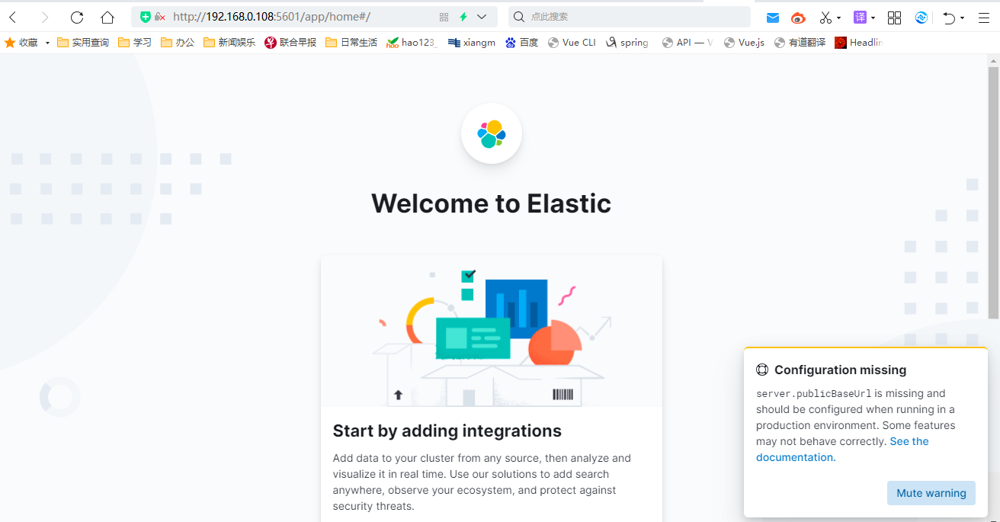 http://192.168.0.108:5601/app/home#/
点此搜索
译
收藏
实用查询
学习
办公
新闻娱乐
联合早报
日常生活
hao123_
xiangm
百度
Vue CLI
spring
API — V
Vue.js
有道翻译
Headlin
Welcome to Elastic
Start by adding integrations
Add data to your cluster from any source, then analyze and
visualize it in real time. Use our solutions to add search
anywhere, observe your ecosystem, and protect against
security threats.
Configuration missing
server.publicBaseUrl is missing and
should be configured when running in a
production environment. Some features
may not behave correctly. See the
documentation.
Mute warning